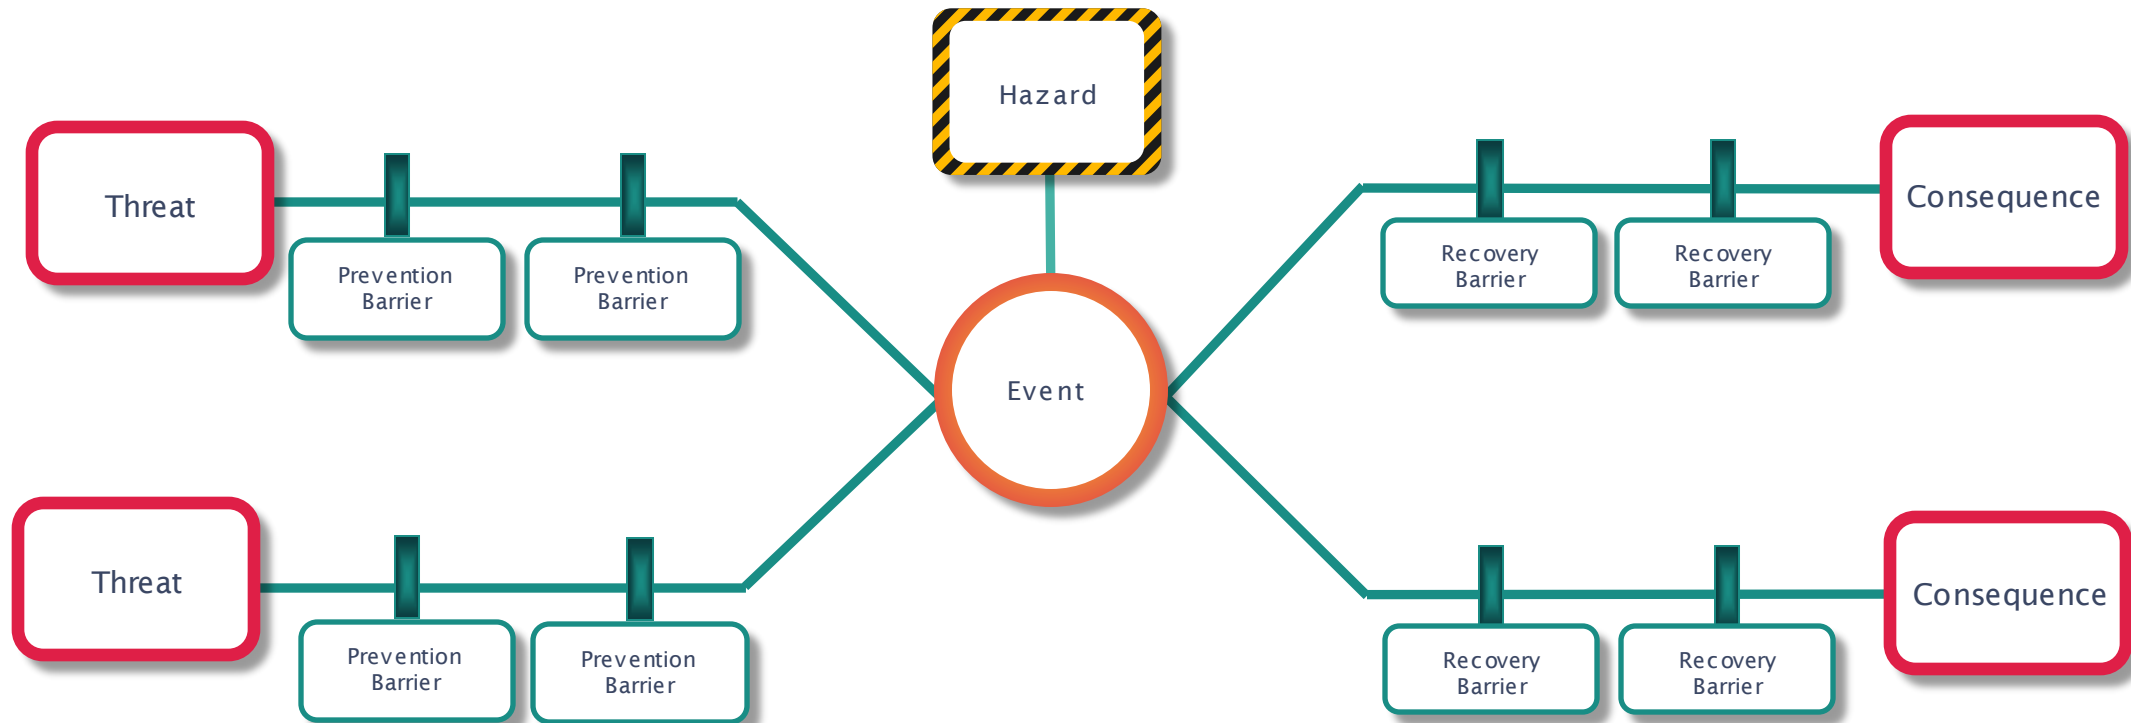 Hazard
Threat
Prevention
Barrier
Prevention
Barrier
Event
Recovery
Barrier
Recovery
Barrier
Consequence
Threat
Prevention
Barrier
Prevention
Barrier
Recovery
Barrier
Recovery
Barrier
Consequence